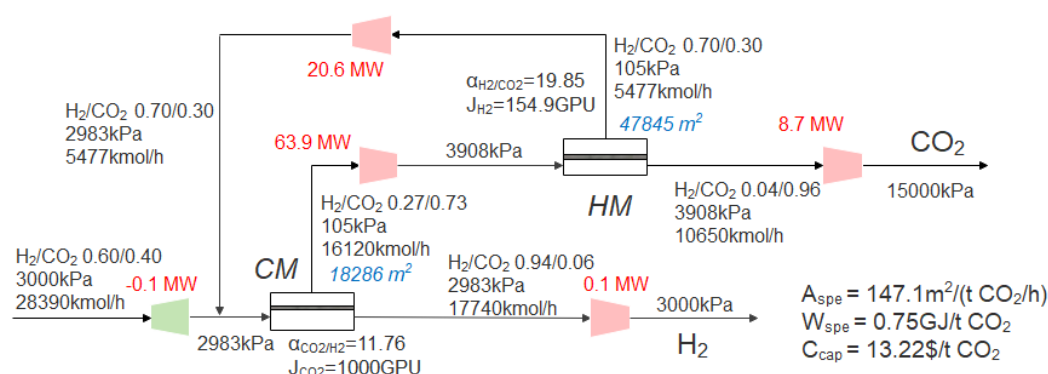 20.6 MW
H2/CO2 0.70/0.30
105kPa
5477kmol/h
αH2/CO2=19.85
JH2=154.9GPU
47845 m²
H2/CO2 0.70/0.30
2983kPa
5477kmol/h
63.9 MW
3908kPa
8.7 MW
CO2
15000kPa
HM
H2/CO2 0.04/0.96
3908kPa
10650kmol/h
H2/CO2 0.27/0.73
105kPa
16120kmol/h
18286 m²
CM
H2/CO2 0.60/0.40
3000kPa
28390kmol/h
-0.1 MW
2983kPa
αCO2/H2=11.76
JCO2=1000GPU
H2/CO2 0.94/0.06
2983kPa
17740kmol/h
0.1 MW
3000kPa
H2
Aspe = 147.1m²/(t CO2/h)
Wspe = 0.75GJ/t CO2
Ccap = 13.22$/t CO2